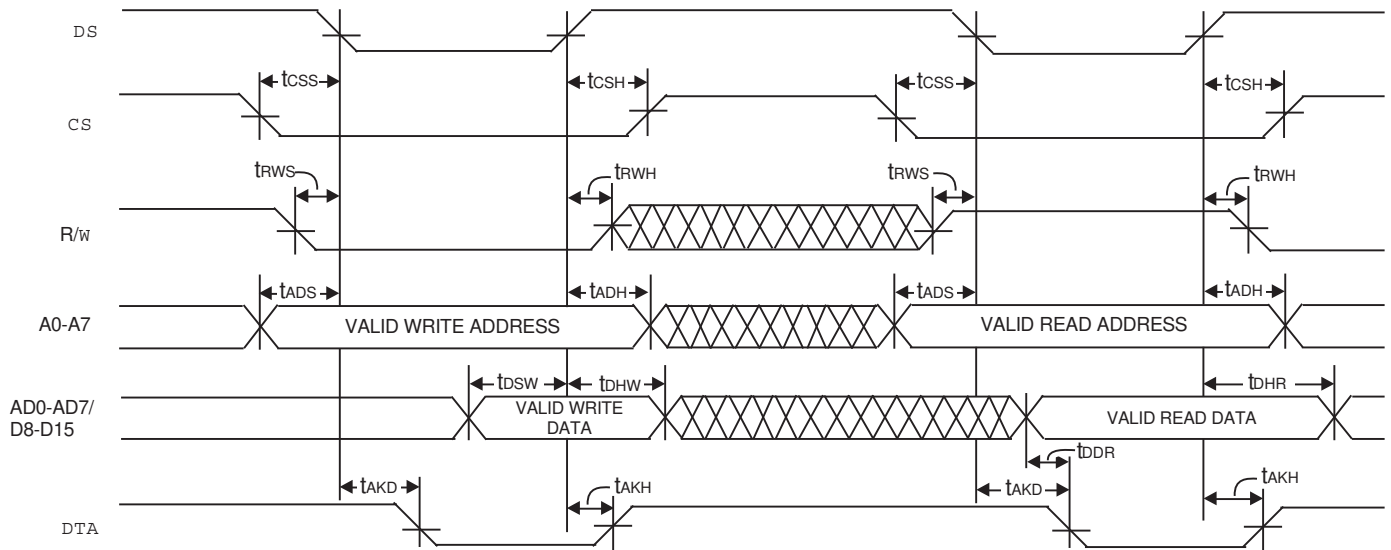 DS
tCSS tCSH tCSS tCSH
CS
tRWS tRWH tRWS tRWH
R/W
tADS tADH tADS tADH
A0-A7 VALID WRITE ADDRESS VALID READ ADDRESS
tDSW tDHW tDHR
AD0-AD7/
D8-D15
VALID WRITE
DATA
VALID READ DATA
tDDR
tAKD tAKH tAKD tAKH
DTA